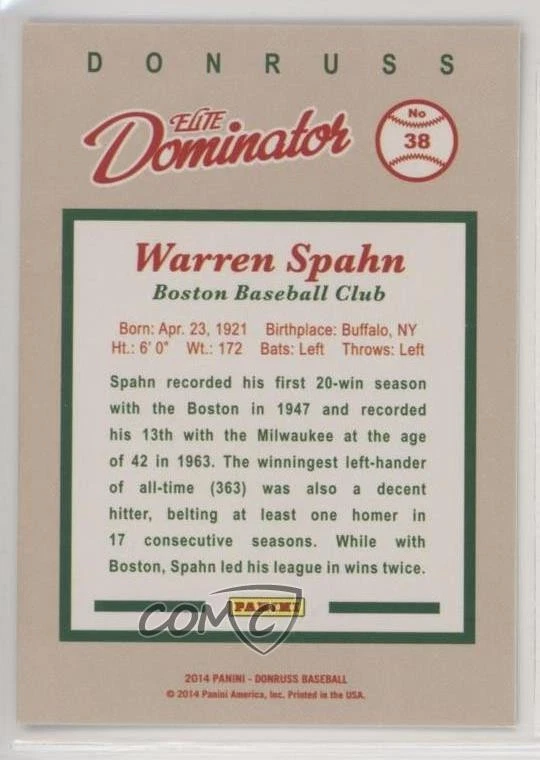 DONRUSS
ELITE
Dominator
No
38
Warren Spahn
Boston Baseball Club
Born: Apr. 23, 1921 Birthplace: Buffalo, NY
Ht.: 6' 0" Wt.: 172 Bats: Left Throws: Left
Spahn recorded his first 20-win season
with the Boston in 1947 and recorded
his 13th with the Milwaukee at the age
of 42 in 1963. The winningest left-hander
of all-time (363) was also a decent
hitter, belting at least one homer in
17 consecutive seasons. While with
Boston, Spahn led his league in wins twice.
PANINI
COMC
2014 PANINI - DONRUSS BASEBALL
© 2014 Panini America, Inc. Printed in the USA.